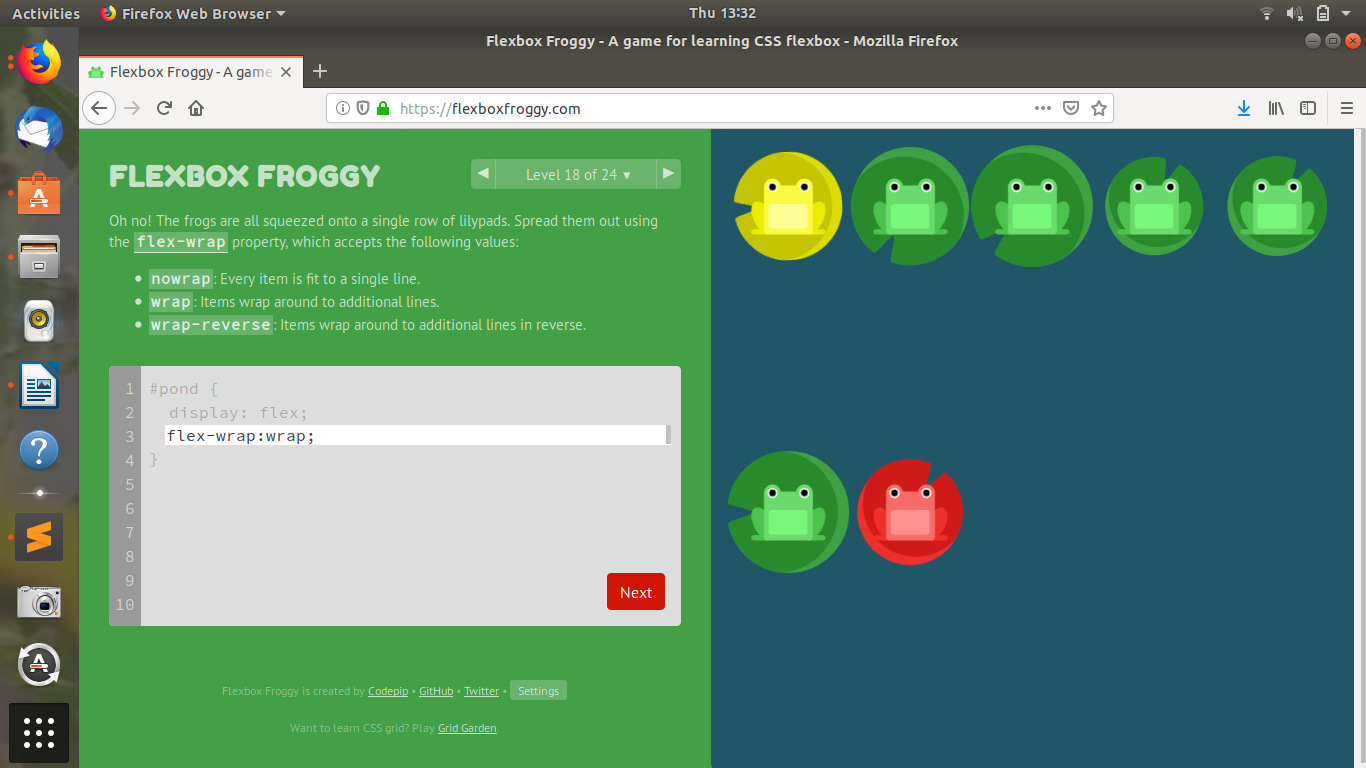 Activities Firefox Web Browser Thu 13:32
Flexbox Froggy - A game for learning CSS flexbox - Mozilla Firefox
Flexbox Froggy - A game
https://flexboxfroggy.com
FLEXBOX FROGGY
Level 18 of 24
Oh no! The frogs are all squeezed onto a single row of lilypads. Spread them out using
the flex-wrap property, which accepts the following values:
• nowrap: Every item is fit to a single line.
• wrap: Items wrap around to additional lines.
• wrap-reverse: Items wrap around to additional lines in reverse.
1 #pond {
2 display: flex;
3 flex-wrap:wrap;
4 }
5
6
7
8
9
10
Next
Flexbox Froggy is created by Codepip • GitHub • Twitter • Settings
Want to learn CSS grid? Play Grid Garden.